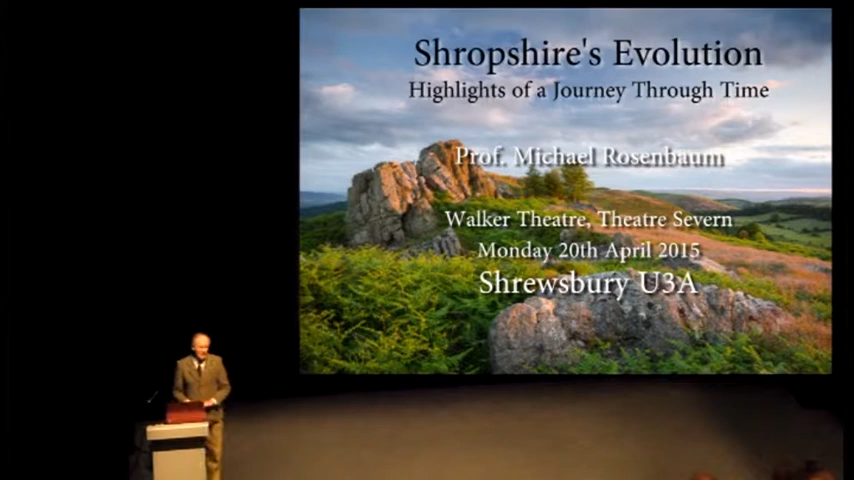 Shropshire's Evolution
Highlights of a Journey Through Time
Prof. Michael Rosenbaum
Walker Theatre, Theatre Severn
Monday 20th April 2015
Shrewsbury U3A